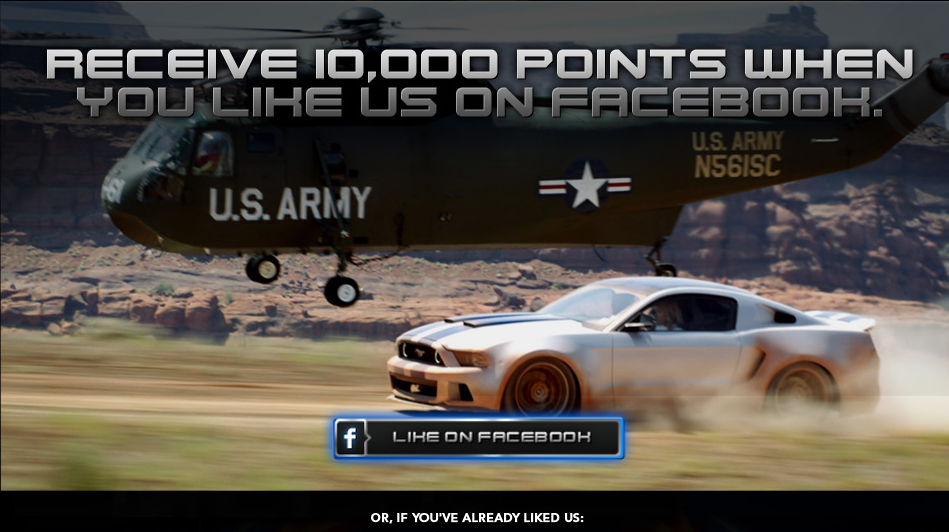 RECEIVE 10,000 POINTS WHEN
YOU LIKE US ON FACEBOOK.
U.S. ARMY
N561SC
U.S. ARMY
f LIKE ON FACEBOOK
OR, IF YOU'VE ALREADY LIKED US: